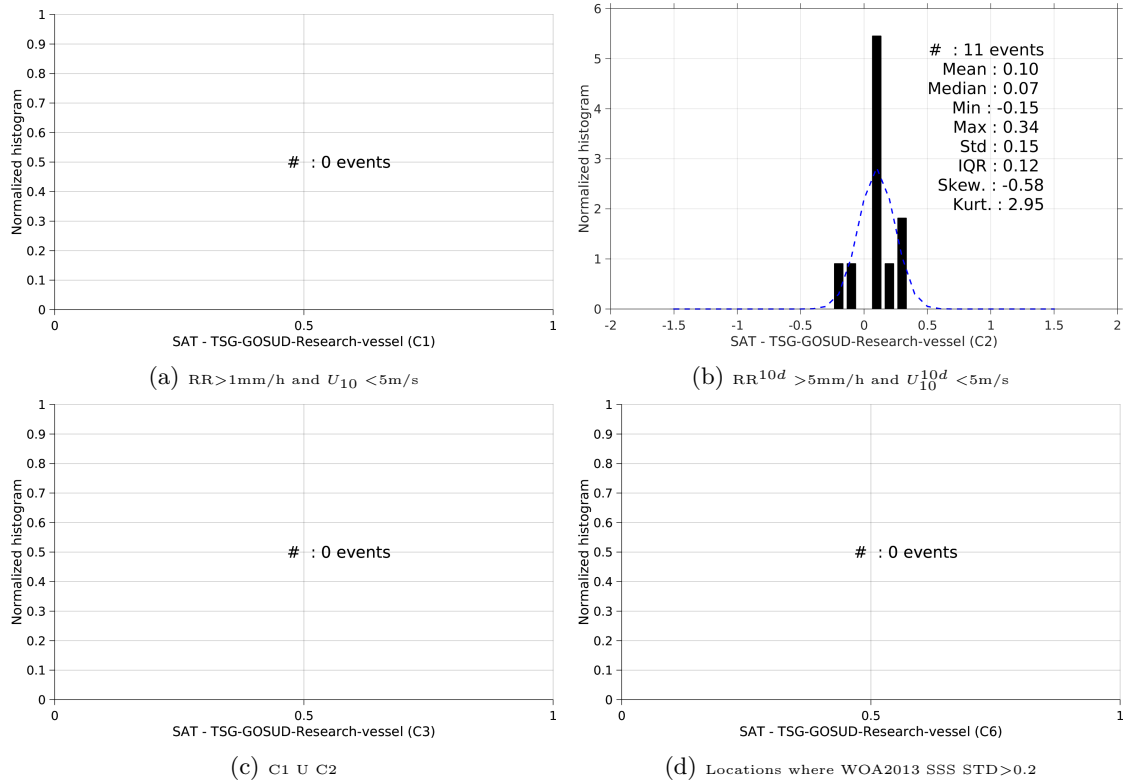 1
0.9
0.8
0.7
0.6
0.5
0.4
0.3
0.2
0.1
0
Normalized histogram
# : 0 events
0 0.5 1
SAT - TSG-GOSUD-Research-vessel (C1)
(a) RR>1mm/h and U10 <5m/s
6
5
4
3
2
1
0
Normalized histogram
# : 11 events
Mean : 0.10
Median : 0.07
Min : -0.15
Max : 0.34
Std : 0.15
IQR : 0.12
Skew. : -0.58
Kurt. : 2.95
-2 -1.5 -1 -0.5 0 0.5 1 1.5 2
SAT - TSG-GOSUD-Research-vessel (C2)
(b) RR^10d >5mm/h and U10^10d <5m/s
1
0.9
0.8
0.7
0.6
0.5
0.4
0.3
0.2
0.1
0
Normalized histogram
# : 0 events
0 0.5 1
SAT - TSG-GOSUD-Research-vessel (C3)
(c) C1 U C2
1
0.9
0.8
0.7
0.6
0.5
0.4
0.3
0.2
0.1
0
Normalized histogram
# : 0 events
0 0.5 1
SAT - TSG-GOSUD-Research-vessel (C6)
(d) Locations where WOA2013 SSS STD>0.2